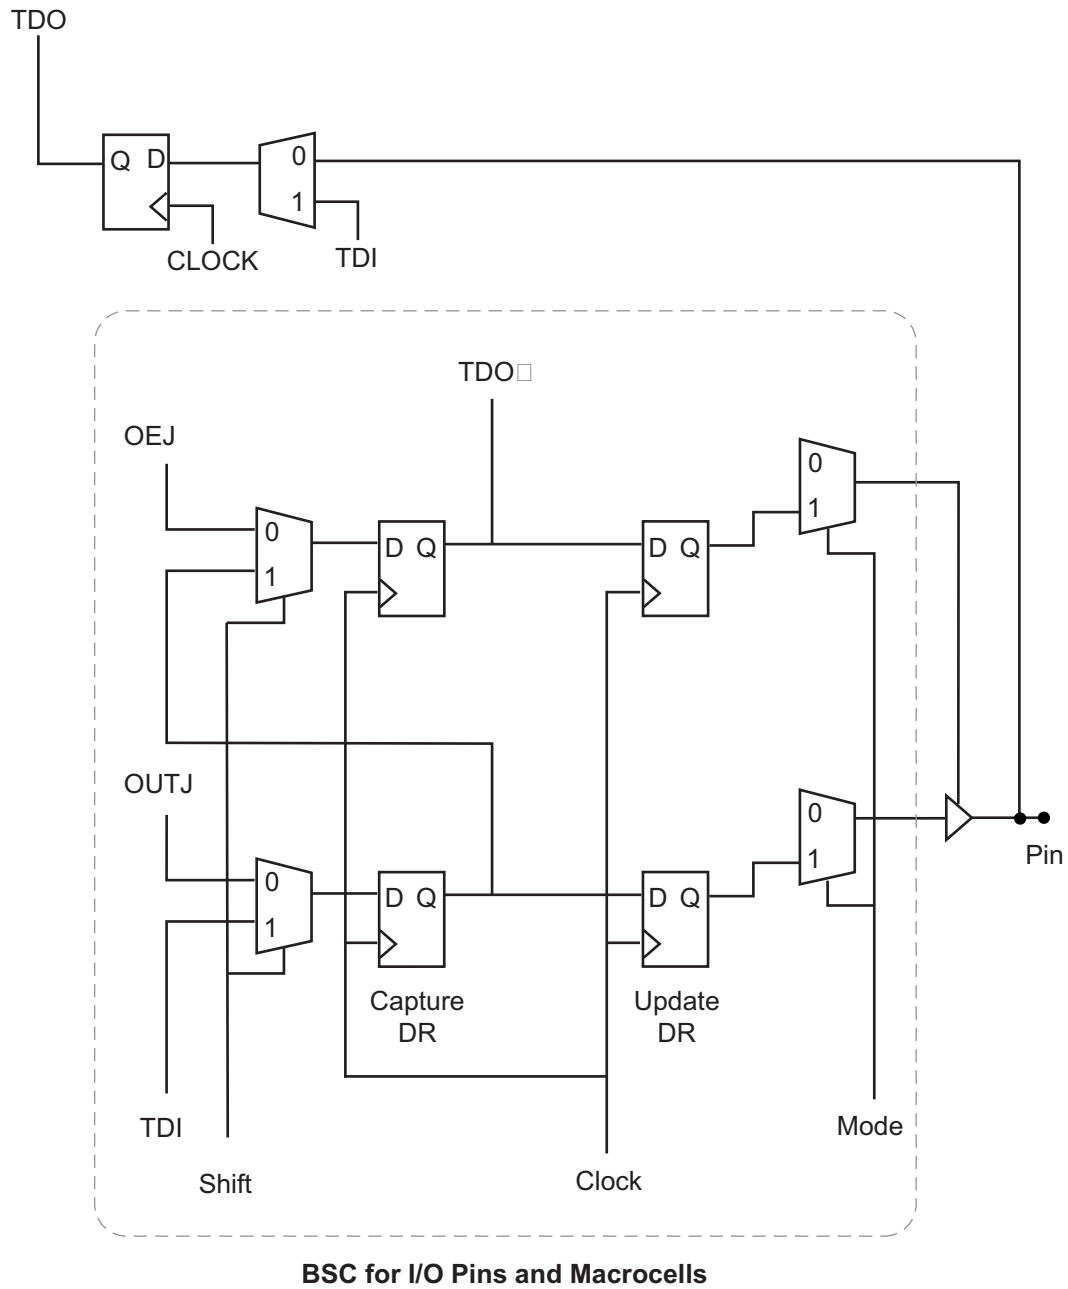 TDO
Q D
0
1
CLOCK
TDI
TDO□
OEJ
0
1
0
1
D Q
D Q
OUTJ
0
1
0
1
D Q
D Q
Pin
Capture
DR
Update
DR
TDI
Mode
Shift
Clock
BSC for I/O Pins and Macrocells